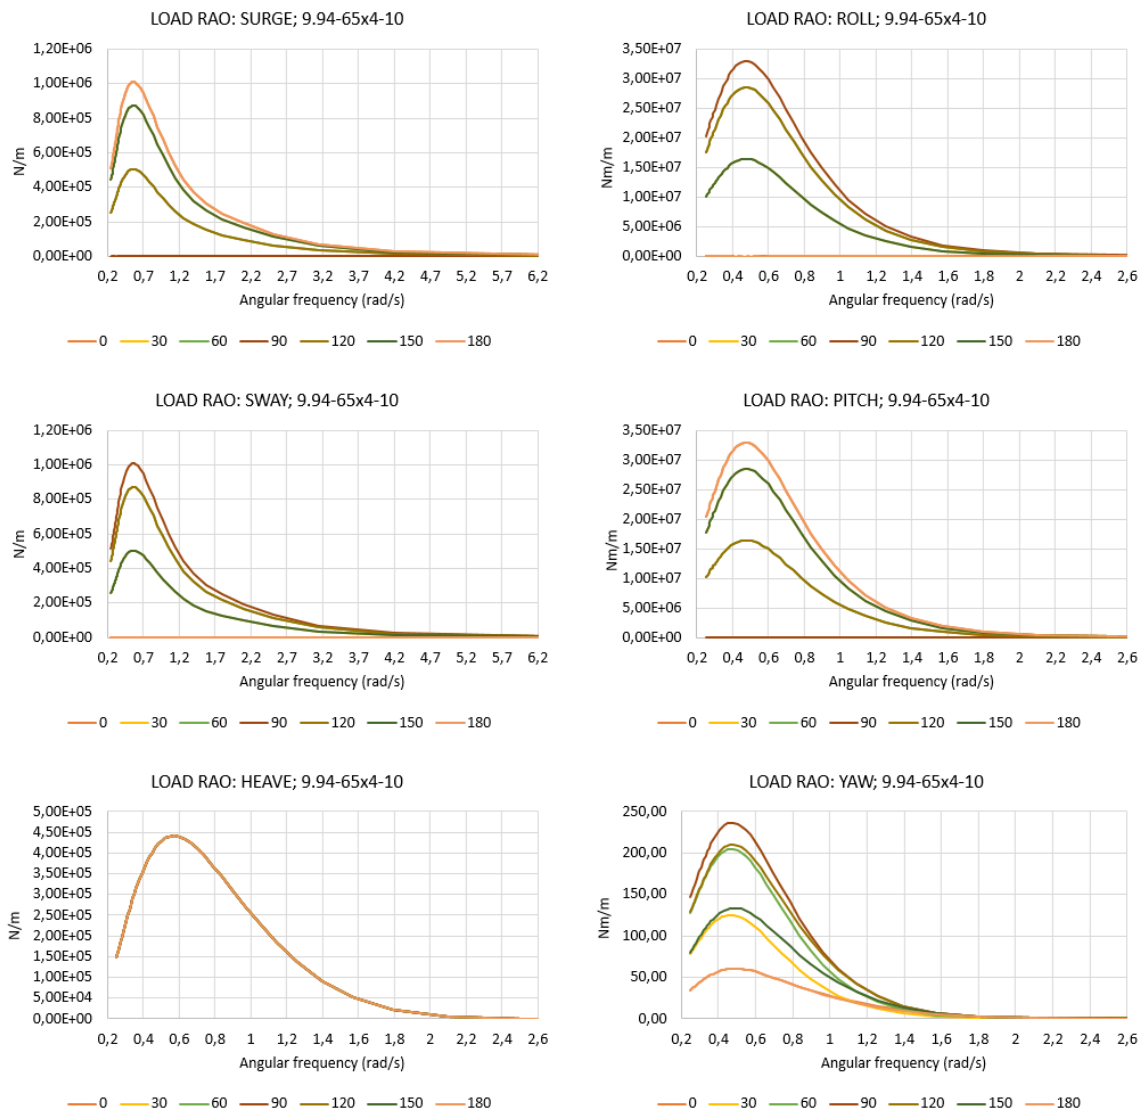 LOAD RAO: SURGE; 9.94-65x4-10
1,20E+06
1,00E+06
8,00E+05
6,00E+05
4,00E+05
2,00E+05
0,00E+00
N/m
0,2 0,7 1,2 1,7 2,2 2,7 3,2 3,7 4,2 4,7 5,2 5,7 6,2
Angular frequency (rad/s)
0 30 60 90 120 150 180
LOAD RAO: ROLL; 9.94-65x4-10
3,50E+07
3,00E+07
2,50E+07
2,00E+07
1,50E+07
1,00E+07
5,00E+06
0,00E+00
Nm/m
0,2 0,4 0,6 0,8 1 1,2 1,4 1,6 1,8 2 2,2 2,4 2,6
Angular frequency (rad/s)
0 30 60 90 120 150 180
LOAD RAO: SWAY; 9.94-65x4-10
1,20E+06
1,00E+06
8,00E+05
6,00E+05
4,00E+05
2,00E+05
0,00E+00
N/m
0,2 0,7 1,2 1,7 2,2 2,7 3,2 3,7 4,2 4,7 5,2 5,7 6,2
Angular frequency (rad/s)
0 30 60 90 120 150 180
LOAD RAO: PITCH; 9.94-65x4-10
3,50E+07
3,00E+07
2,50E+07
2,00E+07
1,50E+07
1,00E+07
5,00E+06
0,00E+00
Nm/m
0,2 0,4 0,6 0,8 1 1,2 1,4 1,6 1,8 2 2,2 2,4 2,6
Angular frequency (rad/s)
0 30 60 90 120 150 180
LOAD RAO: HEAVE; 9.94-65x4-10
5,00E+05
4,50E+05
4,00E+05
3,50E+05
3,00E+05
2,50E+05
2,00E+05
1,50E+05
1,00E+05
5,00E+04
0,00E+00
N/m
0,2 0,4 0,6 0,8 1 1,2 1,4 1,6 1,8 2 2,2 2,4 2,6
Angular frequency (rad/s)
0 30 60 90 120 150 180
LOAD RAO: YAW; 9.94-65x4-10
250,00
200,00
150,00
100,00
50,00
0,00
Nm/m
0,2 0,4 0,6 0,8 1 1,2 1,4 1,6 1,8 2 2,2 2,4 2,6
Angular frequency (rad/s)
0 30 60 90 120 150 180